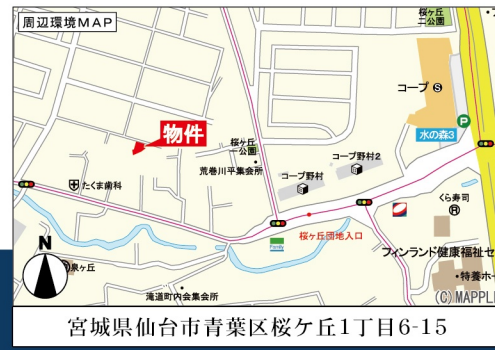 周辺環境MAP
桜ケ丘
二公園
コープ
S
P
水の森3
物件
桜ケ丘
一公園
荒巻川平集会所
コープ野村
コープ野村2
たくま歯科
くら寿司
R
桜ケ丘団地入口
フィンランド健康福祉セ
N
泉ヶ丘
特養ホー
滝道町内会集会所
(C)MAPPL
宮城県仙台市青葉区桜ケ丘1丁目6-15